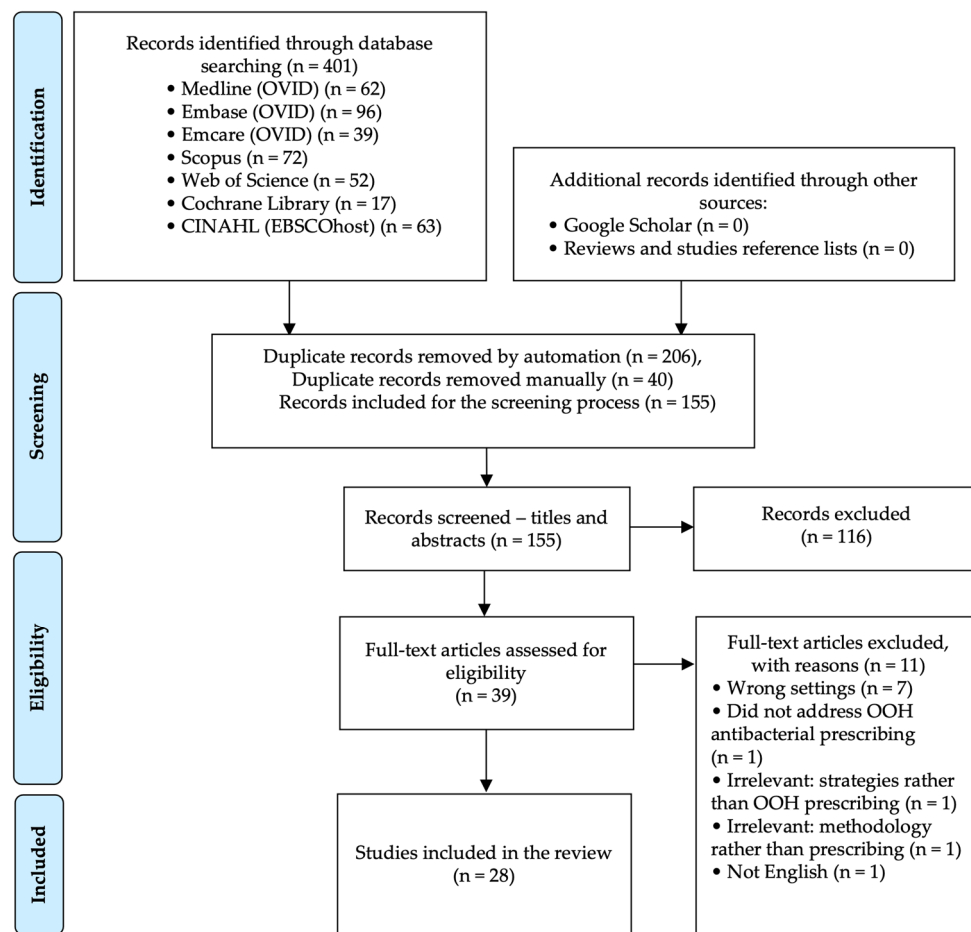 Identification
Records identified through database
searching (n = 401)
• Medline (OVID) (n = 62)
• Embase (OVID) (n = 96)
• Emcare (OVID) (n = 39)
• Scopus (n = 72)
• Web of Science (n = 52)
• Cochrane Library (n = 17)
• CINAHL (EBSCOhost) (n = 63)
Additional records identified through other
sources:
• Google Scholar (n = 0)
• Reviews and studies reference lists (n = 0)
Screening
Duplicate records removed by automation (n = 206),
Duplicate records removed manually (n = 40)
Records included for the screening process (n = 155)
Records screened – titles and
abstracts (n = 155)
Records excluded
(n = 116)
Eligibility
Full-text articles assessed for
eligibility
(n = 39)
Full-text articles excluded,
with reasons (n = 11)
• Wrong settings (n = 7)
• Did not address OOH
antibacterial prescribing
(n = 1)
• Irrelevant: strategies rather
than OOH prescribing (n = 1)
• Irrelevant: methodology
rather than prescribing (n = 1)
• Not English (n = 1)
Included
Studies included in the review
(n = 28)